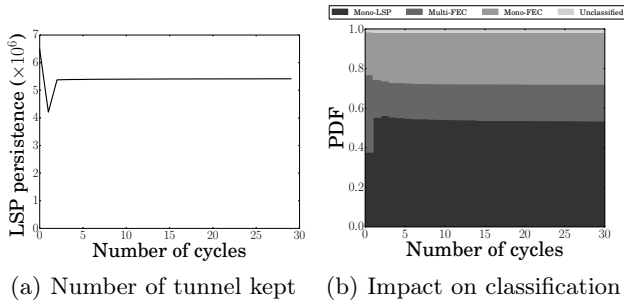 Mono-LSP Multi-FEC Mono-FEC Unclassified
LSP persistence (×10⁶)
7
6
5
4
3
2
1
0
0 5 10 15 20 25 30
Number of cycles
PDF
1.0
0.8
0.6
0.4
0.2
0.0
0 5 10 15 20 25 30
Number of cycles
(a) Number of tunnel kept
(b) Impact on classification